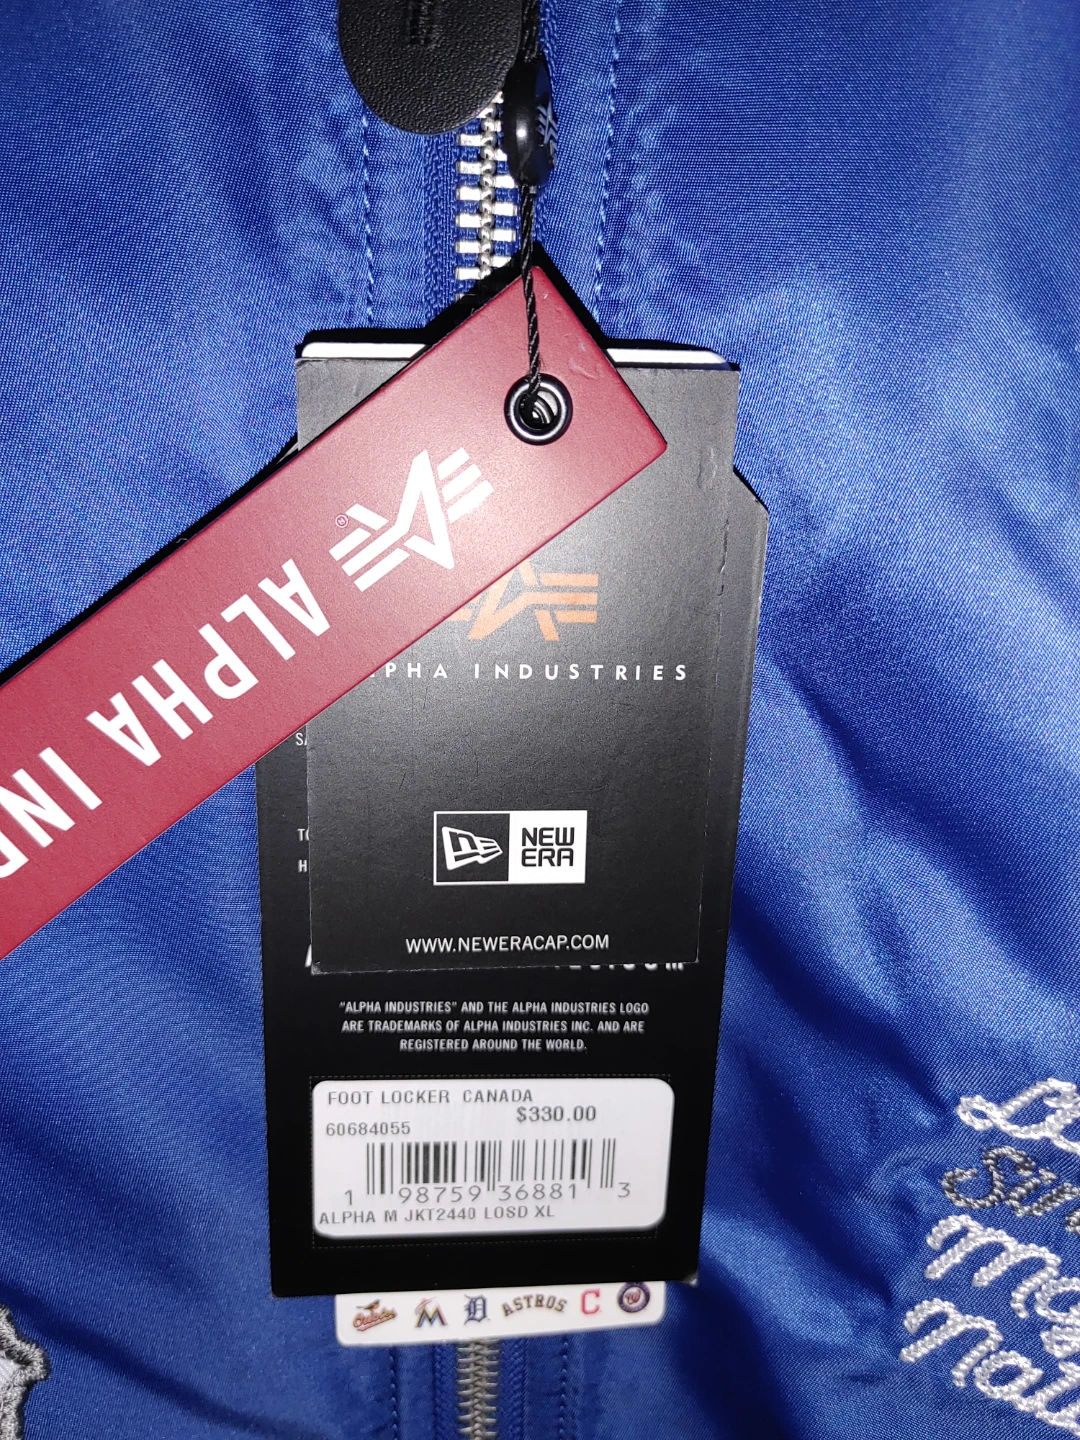 ALPHA IND
ALPHA INDUSTRIES
NEW
ERA
WWW.NEWERACAP.COM
"ALPHA INDUSTRIES" AND THE ALPHA INDUSTRIES LOGO
ARE TRADEMARKS OF ALPHA INDUSTRIES INC. AND ARE
REGISTERED AROUND THE WORLD.
FOOT LOCKER CANADA
$330.00
60684055
1 98759 36881 3
ALPHA M JKT2440 LOSD XL
Orioles
M D ASTROS C W